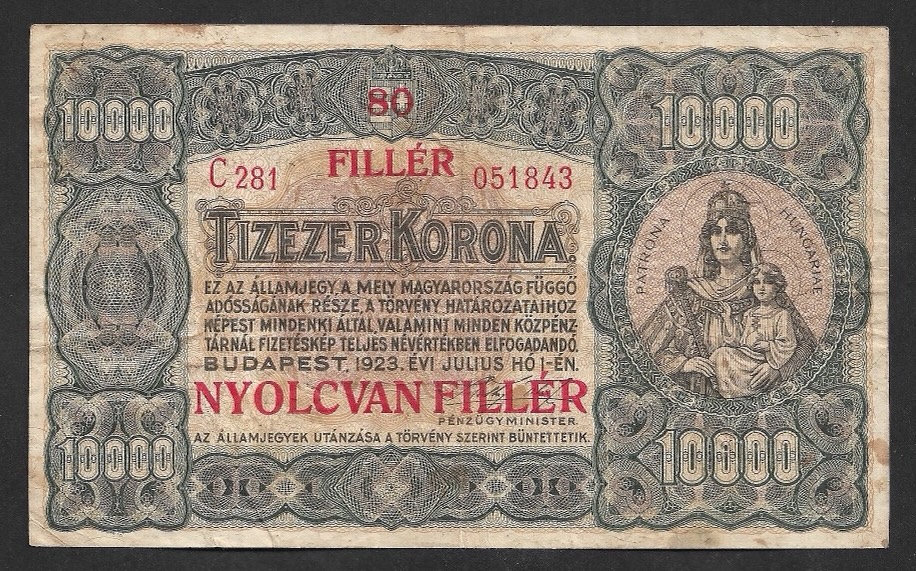 10000
80
10000
FILLÉR
C 281
051843
TIZEZER KORONA.
PATRONA HUNGARIAE
EZ AZ ÁLLAMJEGY, A MELY MAGYARORSZÁG FÜGGŐ
ADÓSSÁGÁNAK RÉSZE, A TÖRVÉNY HATÁROZATAIHOZ
KÉPEST MINDENKI ÁLTAL, VALAMINT MINDEN KÖZPÉNZ-
TÁRNÁL FIZETÉSKÉP TELJES NÉVÉRTÉKBEN ELFOGADANDÓ.
BUDAPEST, 1923. ÉVI JULIUS HÓ 1-ÉN.
NYOLCVAN FILLÉR
PÉNZÜGYMINISTER.
AZ ÁLLAMJEGYEK UTÁNZÁSA A TÖRVÉNY SZERINT BÜNTETTETIK.
10000
10000